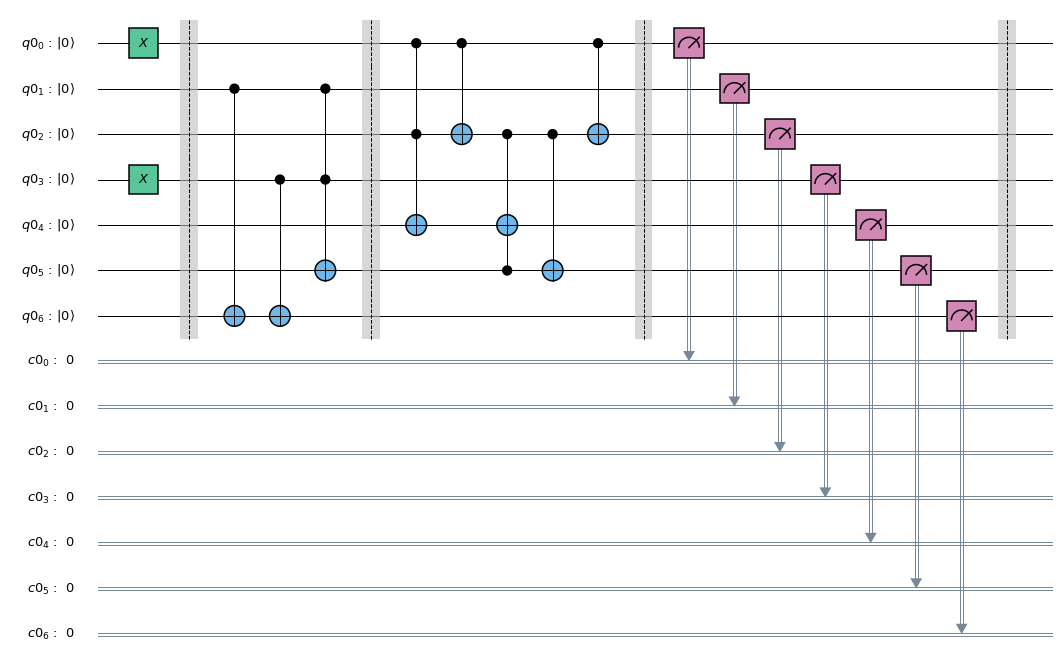 q0₀ : |0⟩ X
q0₁ : |0⟩
q0₂ : |0⟩
q0₃ : |0⟩ X
q0₄ : |0⟩
q0₅ : |0⟩
q0₆ : |0⟩
c0₀ : 0
c0₁ : 0
c0₂ : 0
c0₃ : 0
c0₄ : 0
c0₅ : 0
c0₆ : 0